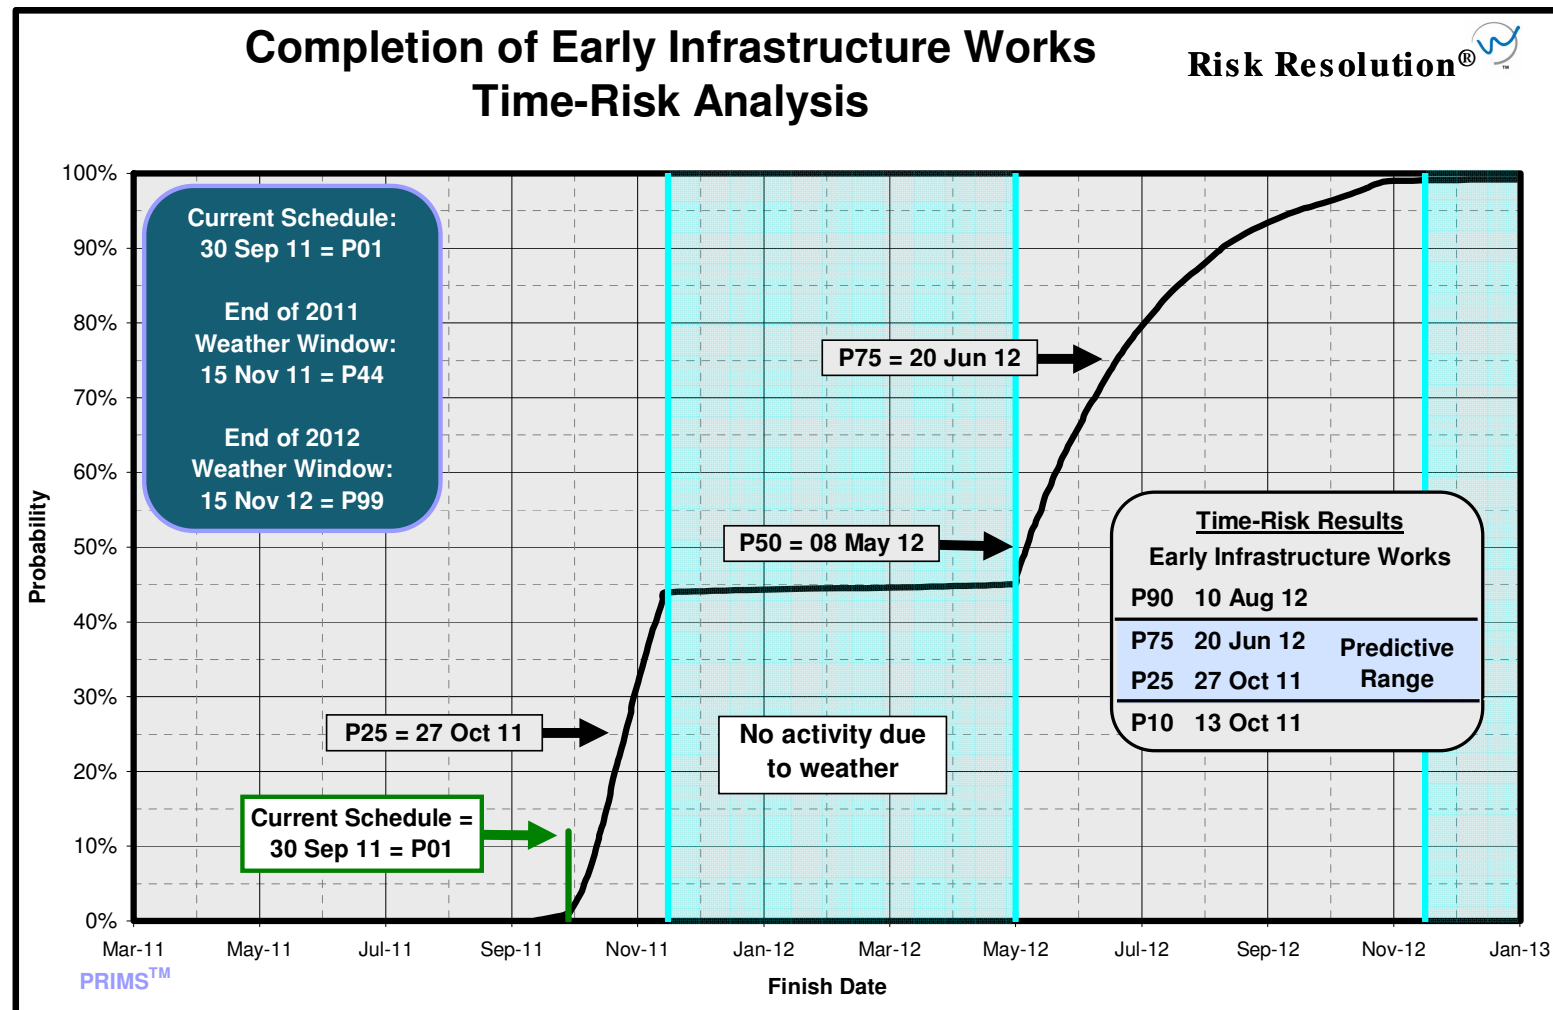 Completion of Early Infrastructure Works
Time-Risk Analysis
Risk Resolution®
TM
100%
90%
80%
70%
60%
50%
40%
30%
20%
10%
0%
Probability
Current Schedule:
30 Sep 11 = P01
End of 2011
Weather Window:
15 Nov 11 = P44
End of 2012
Weather Window:
15 Nov 12 = P99
P75 = 20 Jun 12
P50 = 08 May 12
P25 = 27 Oct 11
No activity due
to weather
Current Schedule =
30 Sep 11 = P01
Time-Risk Results
Early Infrastructure Works
P90 10 Aug 12
P75 20 Jun 12
P25 27 Oct 11
Predictive
Range
P10 13 Oct 11
Mar-11 May-11 Jul-11 Sep-11 Nov-11 Jan-12 Mar-12 May-12 Jul-12 Sep-12 Nov-12 Jan-13
Finish Date
PRIMS™